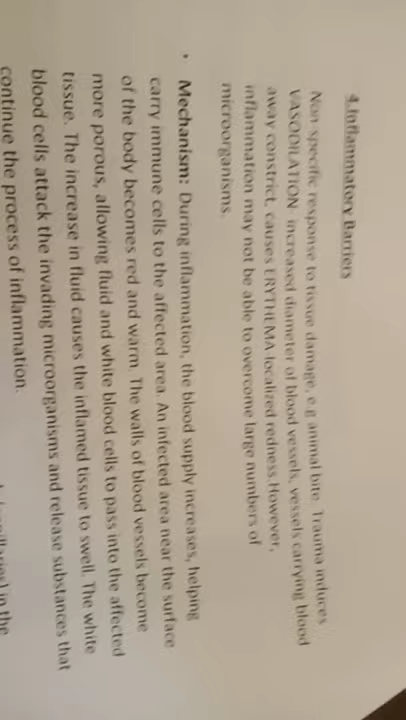 4.Inflammatory Barriers
Non specific response to tissue damage, e.g animal bite. Trauma induces
VASODILATION increased diameter of blood vessels, vessels carrying blood
away constrict, causes ERYTHEMA localized redness.However,
inflammation may not be able to overcome large numbers of
microorganisms.
• Mechanism: During inflammation, the blood supply increases, helping
carry immune cells to the affected area. An infected area near the surface
of the body becomes red and warm. The walls of blood vessels become
more porous, allowing fluid and white blood cells to pass into the affected
tissue. The increase in fluid causes the inflamed tissue to swell. The white
blood cells attack the invading microorganisms and release substances that
continue the process of inflammation.
in the